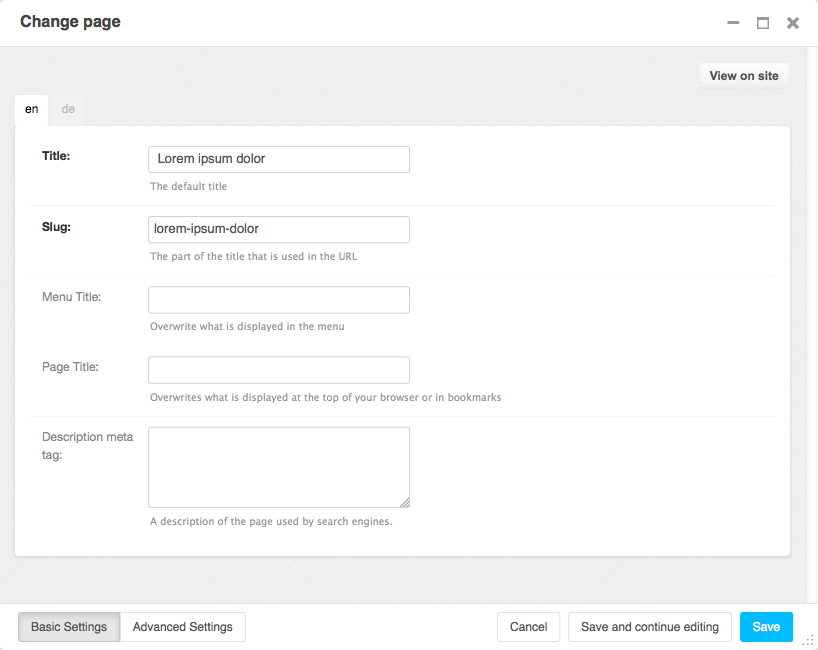 Change page
View on site
en de
Title: Lorem ipsum dolor
The default title
Slug: lorem-ipsum-dolor
The part of the title that is used in the URL
Menu Title:
Overwrite what is displayed in the menu
Page Title:
Overwrites what is displayed at the top of your browser or in bookmarks
Description meta
tag:
A description of the page used by search engines.
Basic Settings Advanced Settings Cancel Save and continue editing Save